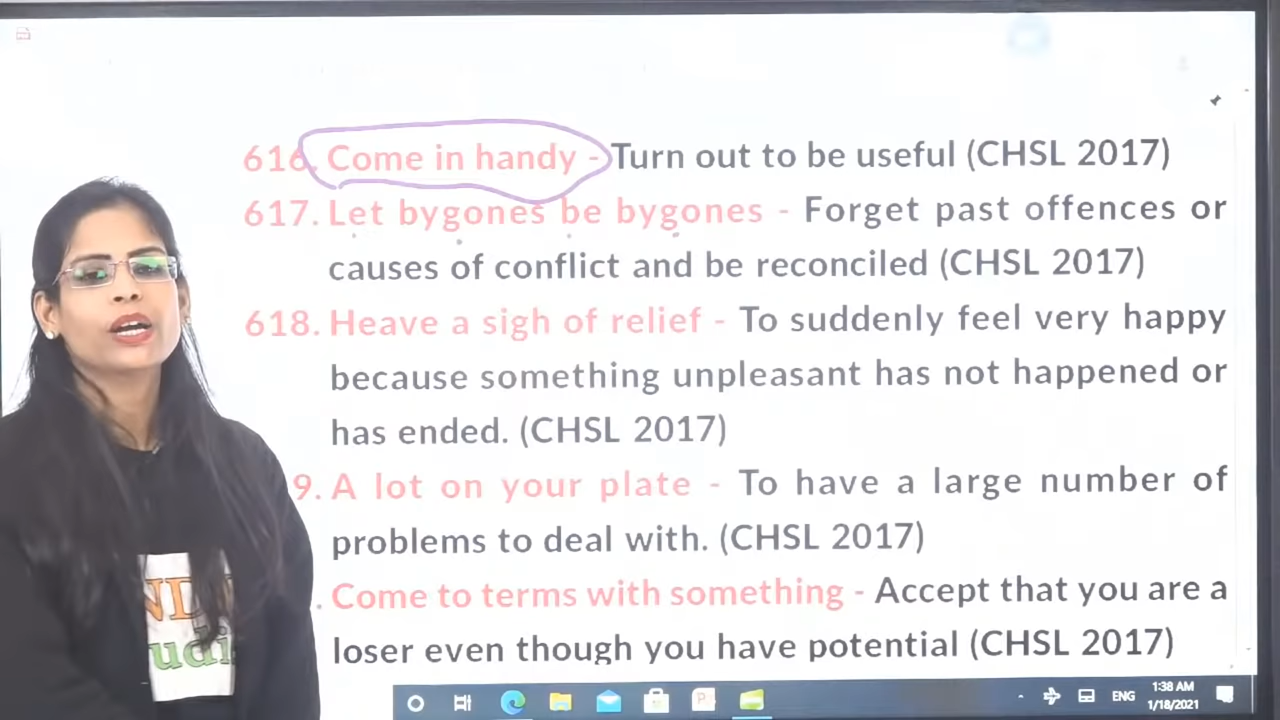 616. Come in handy - Turn out to be useful (CHSL 2017)
617. Let bygones be bygones - Forget past offences or
causes of conflict and be reconciled (CHSL 2017)
618. Heave a sigh of relief - To suddenly feel very happy
because something unpleasant has not happened or
has ended. (CHSL 2017)
9. A lot on your plate - To have a large number of
problems to deal with. (CHSL 2017)
. Come to terms with something - Accept that you are a
loser even though you have potential (CHSL 2017)
ENG
1:38 AM
1/18/2021